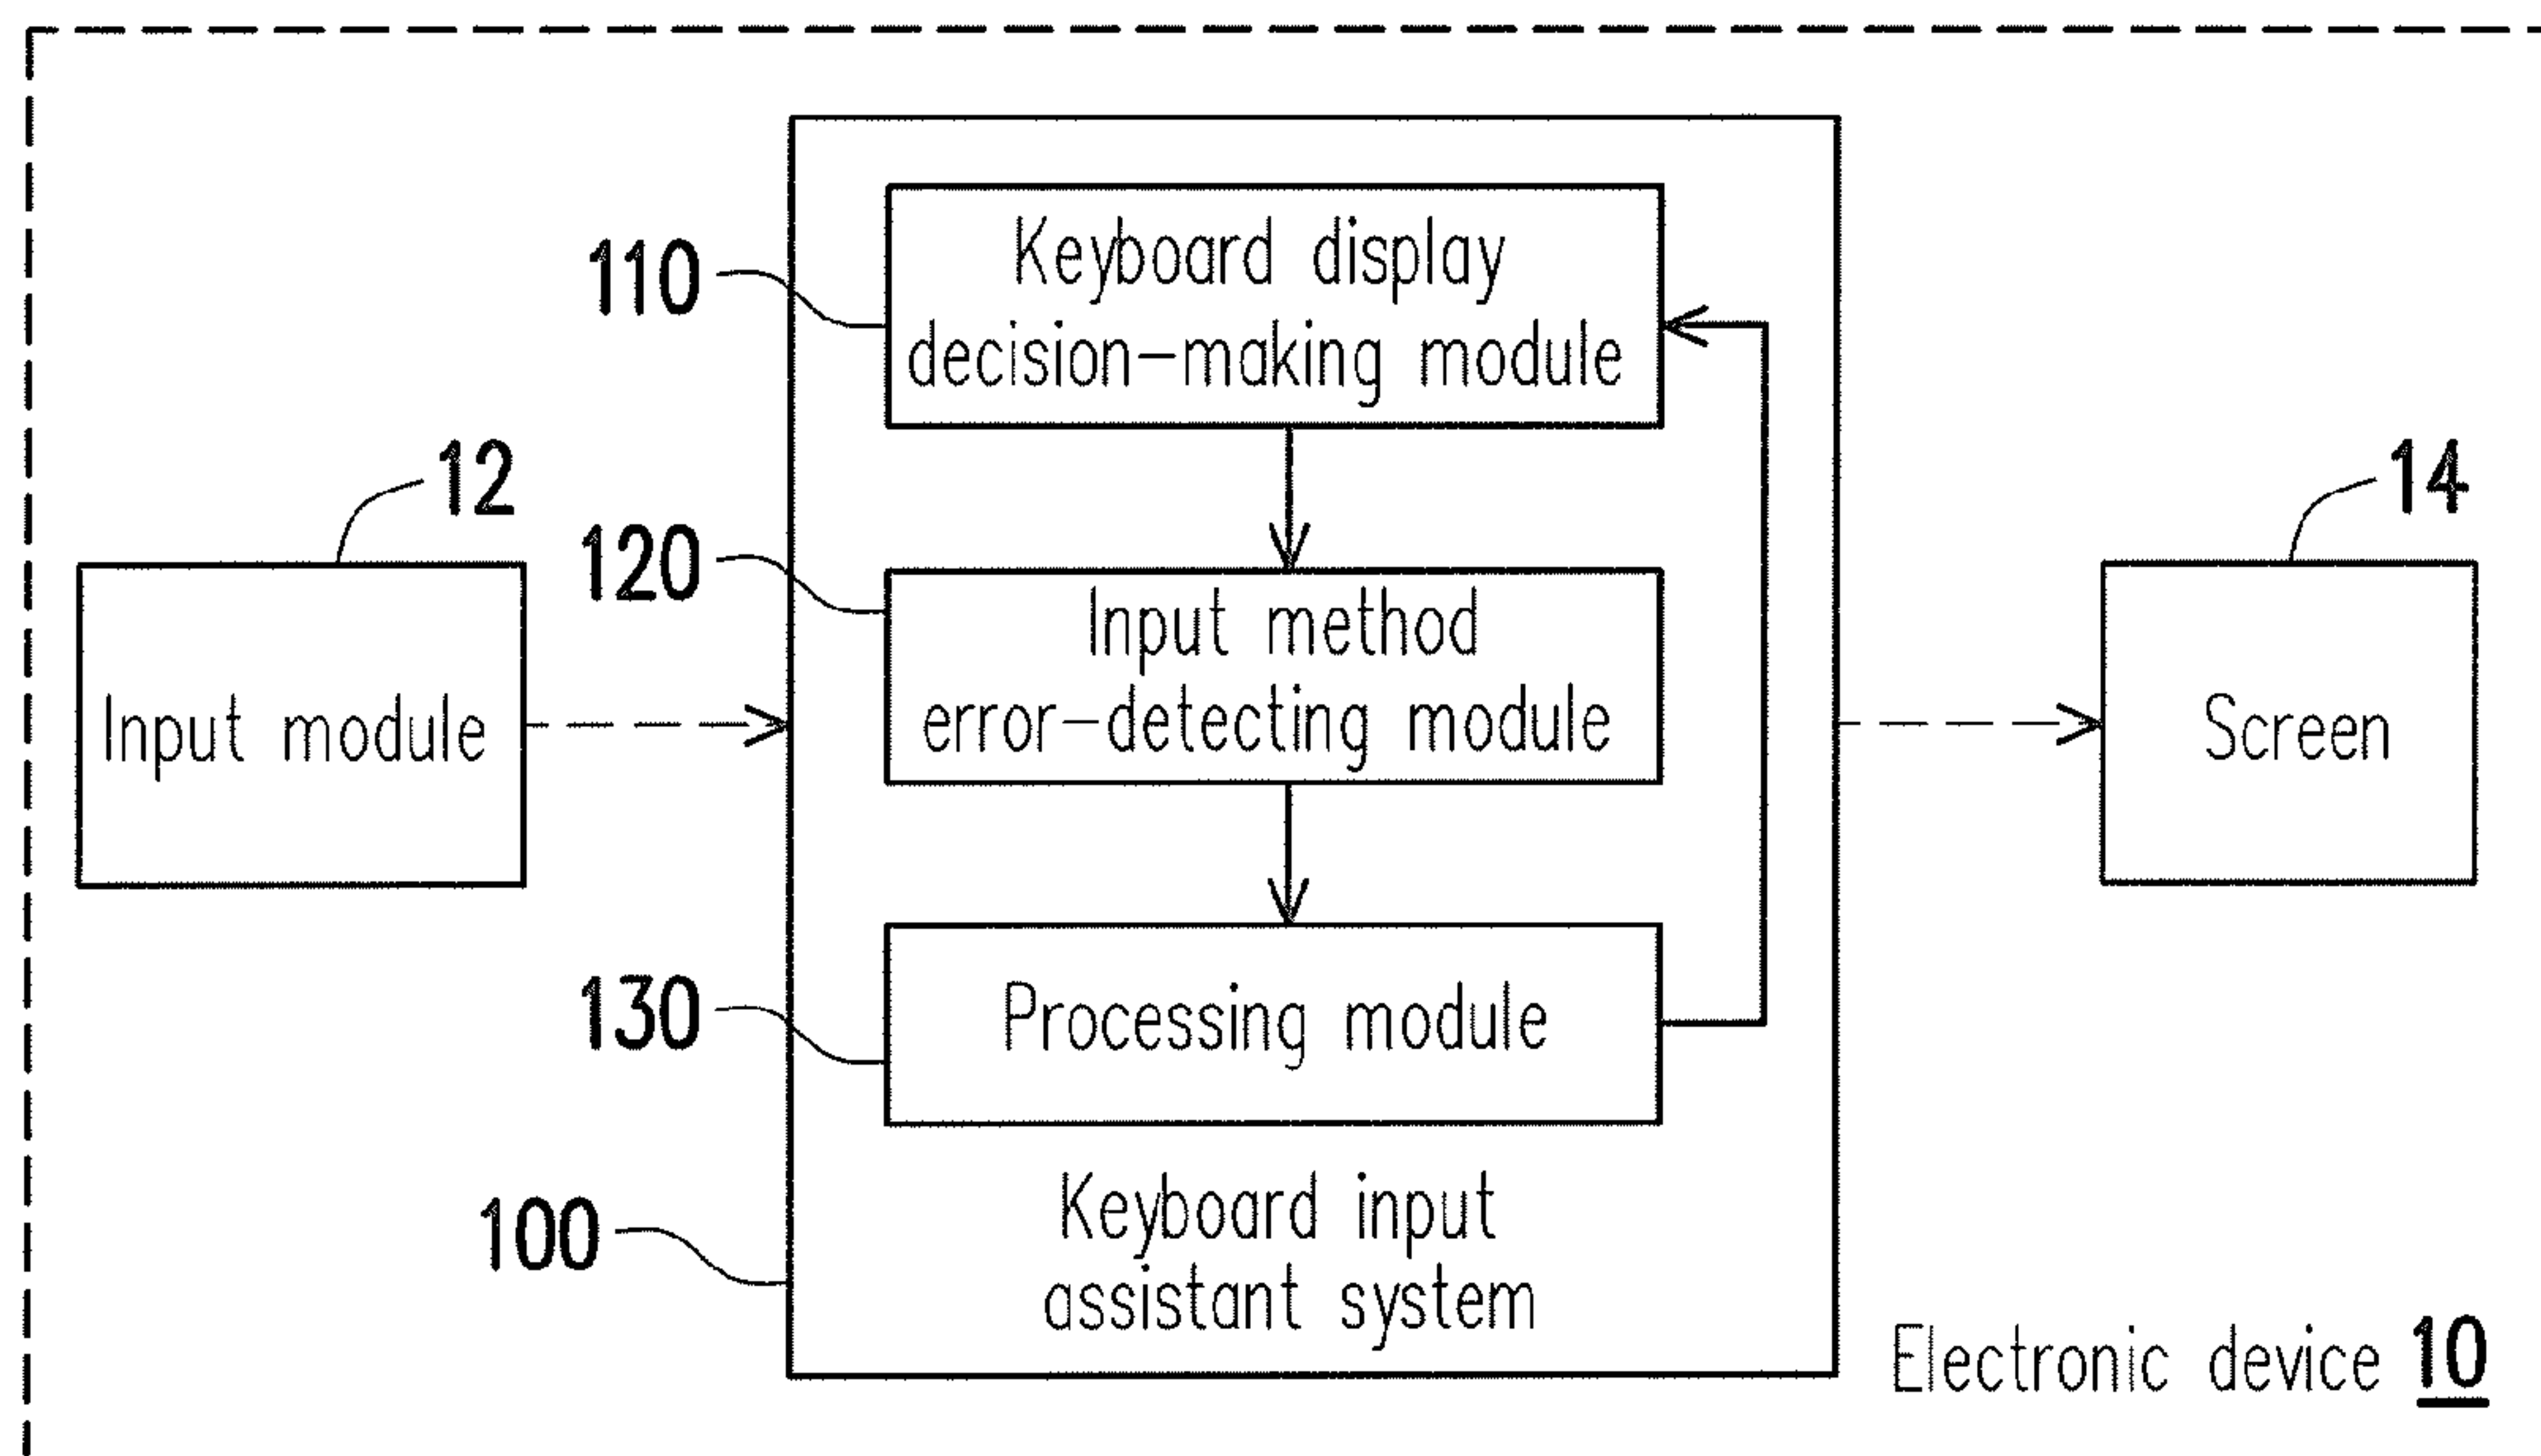 110
Keyboard display
decision-making module
12
14
120
Input method
error-detecting module
Input module
Screen
130
Processing module
100
Keyboard input
assistant system
Electronic device 10